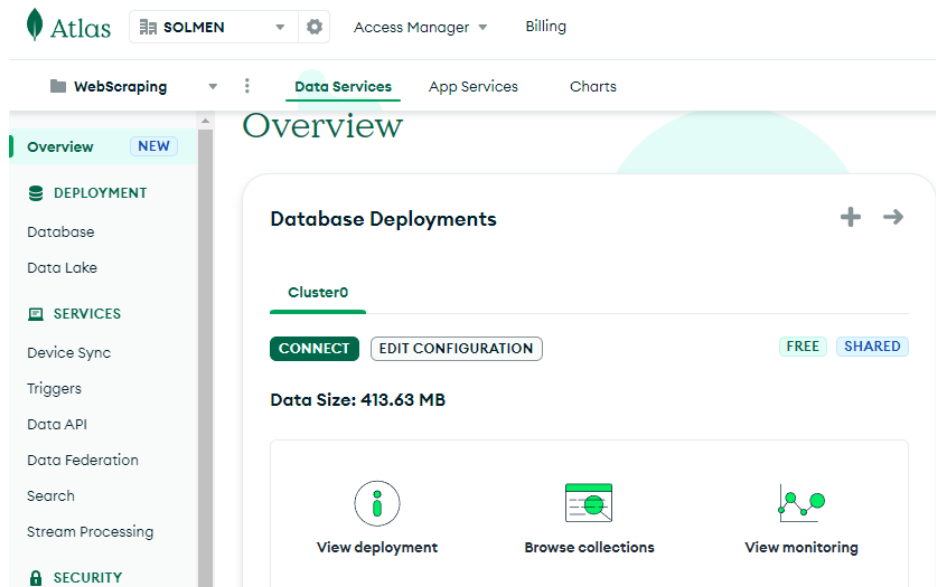 Atlas
SOLMEN
Access Manager
Billing
WebScraping
Data Services
App Services
Charts
Overview
NEW
DEPLOYMENT
Database
Data Lake
SERVICES
Device Sync
Triggers
Data API
Data Federation
Search
Stream Processing
SECURITY
Overview
Database Deployments
Cluster0
CONNECT
EDIT CONFIGURATION
FREE
SHARED
Data Size: 413.63 MB
View deployment
Browse collections
View monitoring